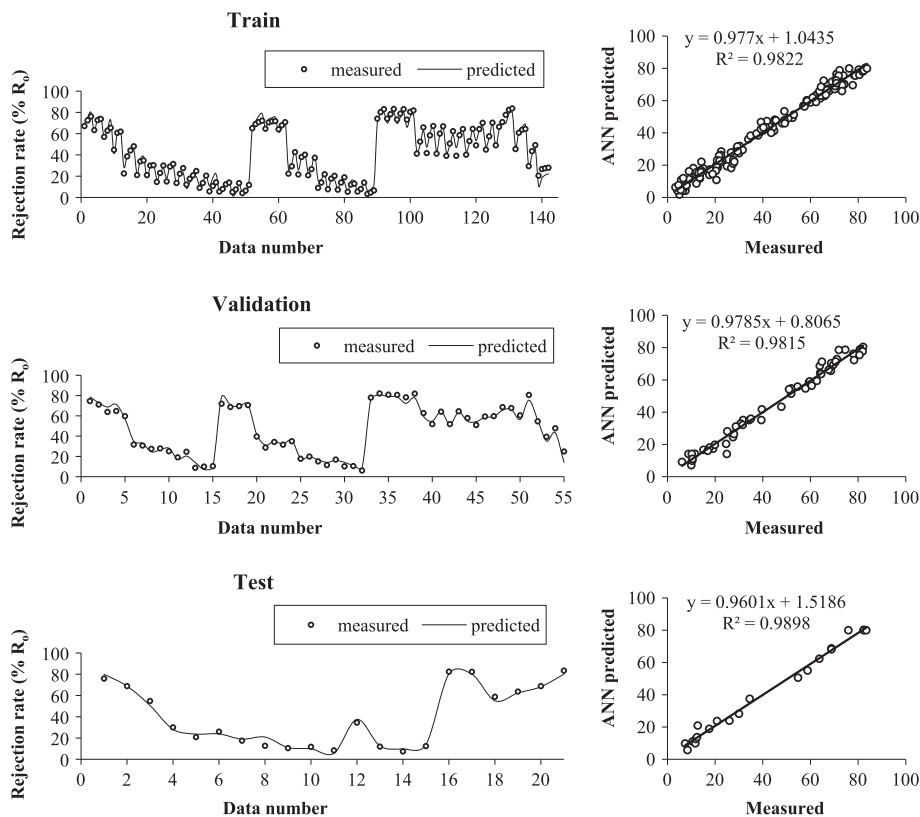 Train
measured
predicted
Rejection rate (% Rₒ)
100
80
60
40
20
0
0 20 40 60 80 100 120 140
Data number
y = 0.977x + 1.0435
R² = 0.9822
ANN predicted
100
80
60
40
20
0
0 20 40 60 80 100
Measured
Validation
measured
predicted
Rejection rate (% Rₒ)
100
80
60
40
20
0
0 5 10 15 20 25 30 35 40 45 50 55
Data number
y = 0.9785x + 0.8065
R² = 0.9815
ANN predicted
100
80
60
40
20
0
0 20 40 60 80 100
Measured
Test
measured
predicted
Rejection rate (% Rₒ)
100
80
60
40
20
0
0 2 4 6 8 10 12 14 16 18 20
Data number
y = 0.9601x + 1.5186
R² = 0.9898
ANN predicted
100
80
60
40
20
0
0 20 40 60 80 100
Measured